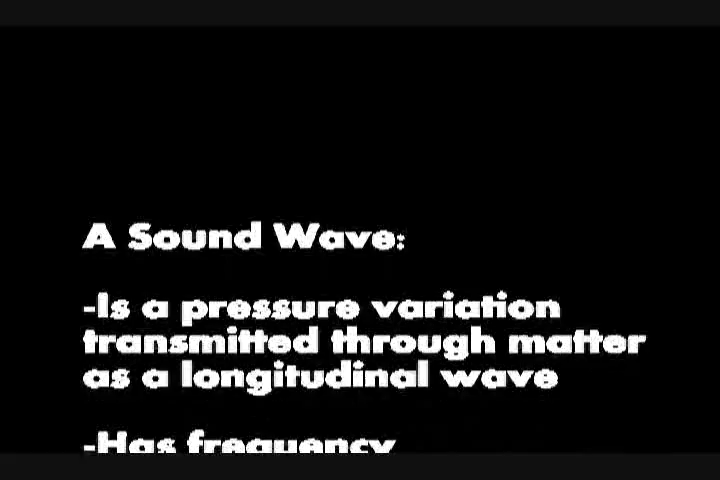 A Sound Wave:
-Is a pressure variation
transmitted through matter
as a longitudinal wave
-Has frequency